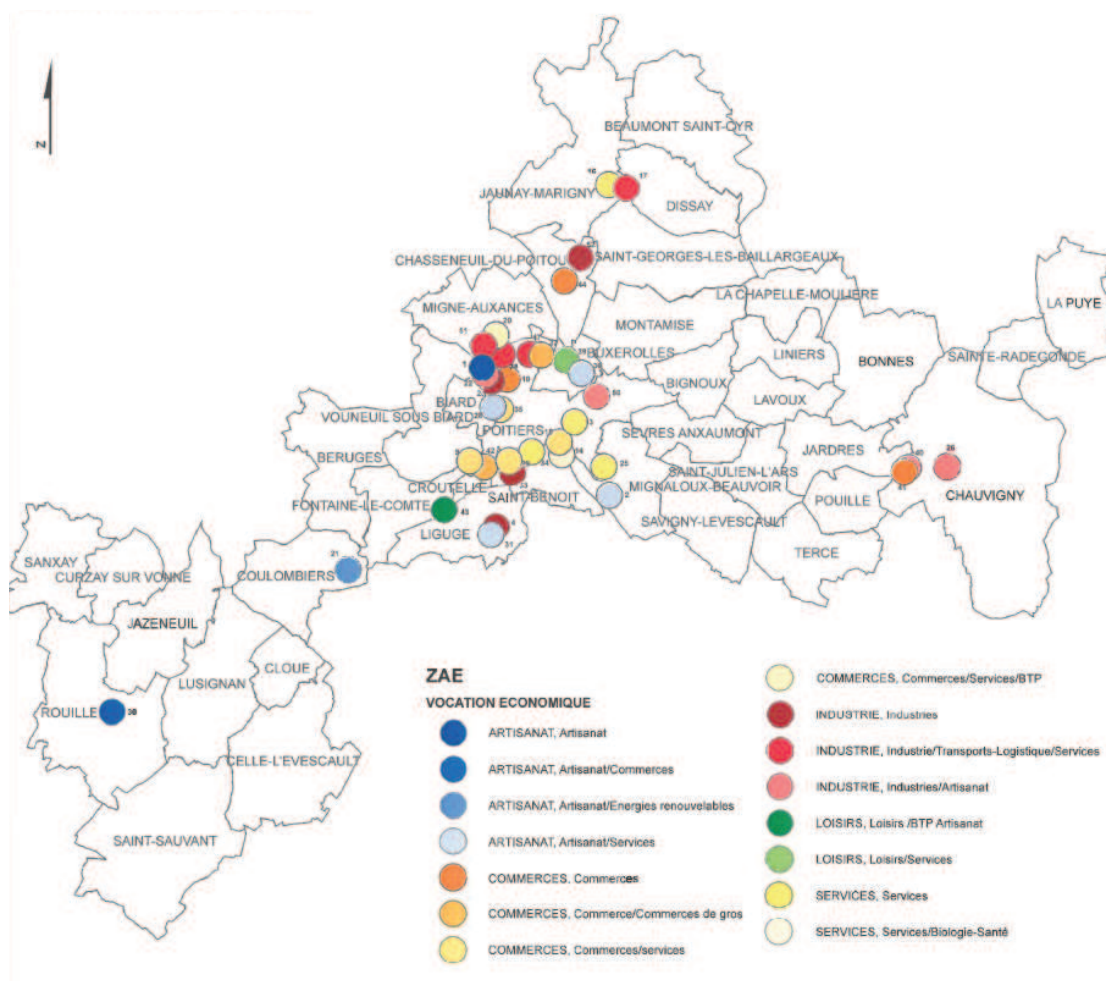 N
BEAUMONT SAINT-CYR
16
17
JAUNAY-MARIGNY
DISSAY
CHASSENEUIL-DU-POITOU
SAINT-GEORGES-LES-BAILLARGEAUX
44
LA CHAPELLE-MOULIERE
LA PUYE
MIGNE-AUXANCES
MONTAMISE
BUXEROLLES
LINIERS
BONNES
SAINTE-RADEGONDE
BIGNOUX
LAVOUX
BIARD
VOUNEUIL SOUS BIARD
POITIERS
SEVRES ANXAUMONT
JARDRES
BERUGES
SAINT-JULIEN-L'ARS
25
MIGNALOUX-BEAUVOIR
POUILLE
CHAUVIGNY
CROUTELLE
SAINT-BENOIT
FONTAINE-LE-COMTE
SAVIGNY-LEVESCAULT
LIGUGE
31
TERCE
SANXAY
CURZAY SUR VONNE
21
COULOMBIERS
JAZENEUIL
CLOUE
LUSIGNAN
ROUILLE
CELLE-L'EVESCAULT
SAINT-SAUVANT
ZAE
VOCATION ECONOMIQUE
ARTISANAT, Artisanat
ARTISANAT, Artisanat/Commerces
ARTISANAT, Artisanat/Energies renouvelables
ARTISANAT, Artisanat/Services
COMMERCES, Commerces
COMMERCES, Commerce/Commerces de gros
COMMERCES, Commerces/services
COMMERCES, Commerces/Services/BTP
INDUSTRIE, Industries
INDUSTRIE, Industrie/Transports-Logistique/Services
INDUSTRIE, Industries/Artisanat
LOISIRS, Loisirs /BTP Artisanat
LOISIRS, Loisirs/Services
SERVICES, Services
SERVICES, Services/Biologie-Santé